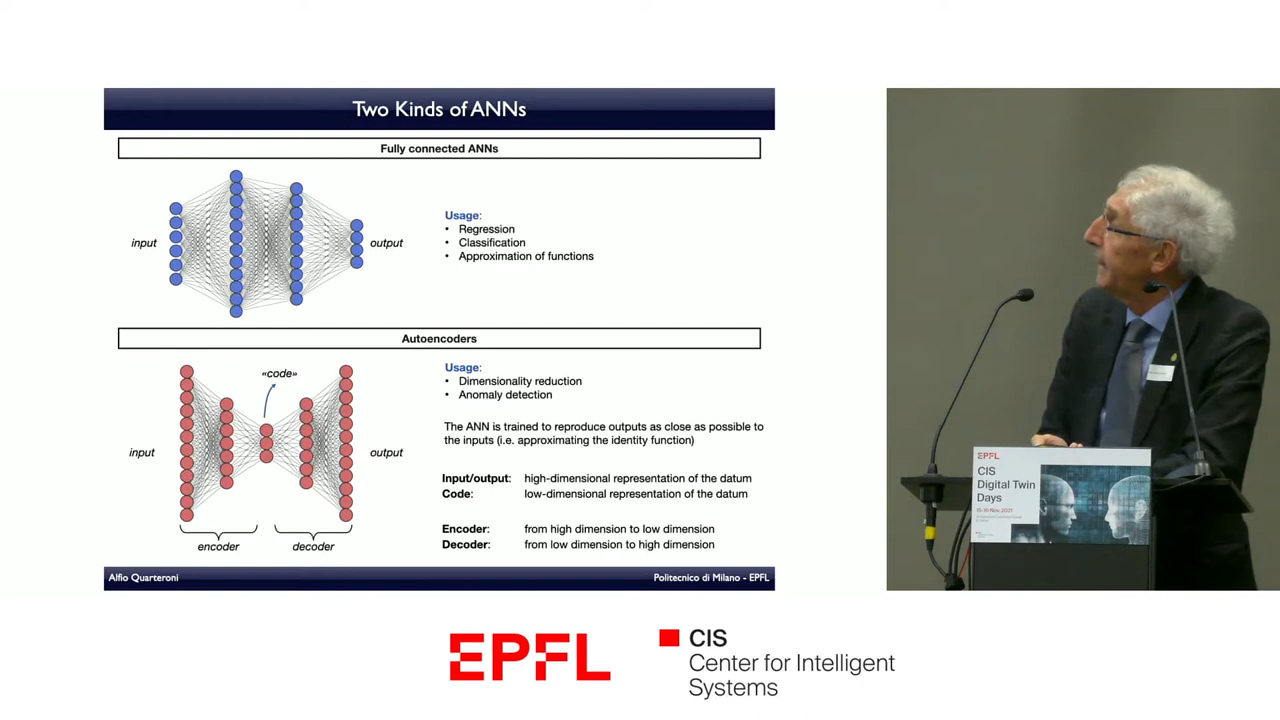 Two Kinds of ANNs
Fully connected ANNs
input
output
Usage:
• Regression
• Classification
• Approximation of functions
Autoencoders
«code»
input
output
encoder
decoder
Usage:
• Dimensionality reduction
• Anomaly detection
The ANN is trained to reproduce outputs as close as possible to
the inputs (i.e. approximating the identity function)
Input/output: high-dimensional representation of the datum
Code: low-dimensional representation of the datum
Encoder: from high dimension to low dimension
Decoder: from low dimension to high dimension
Alfio Quarteroni
Politecnico di Milano - EPFL
EPFL
CIS
Digital Twin
Days
EPFL
CIS
Center for Intelligent
Systems